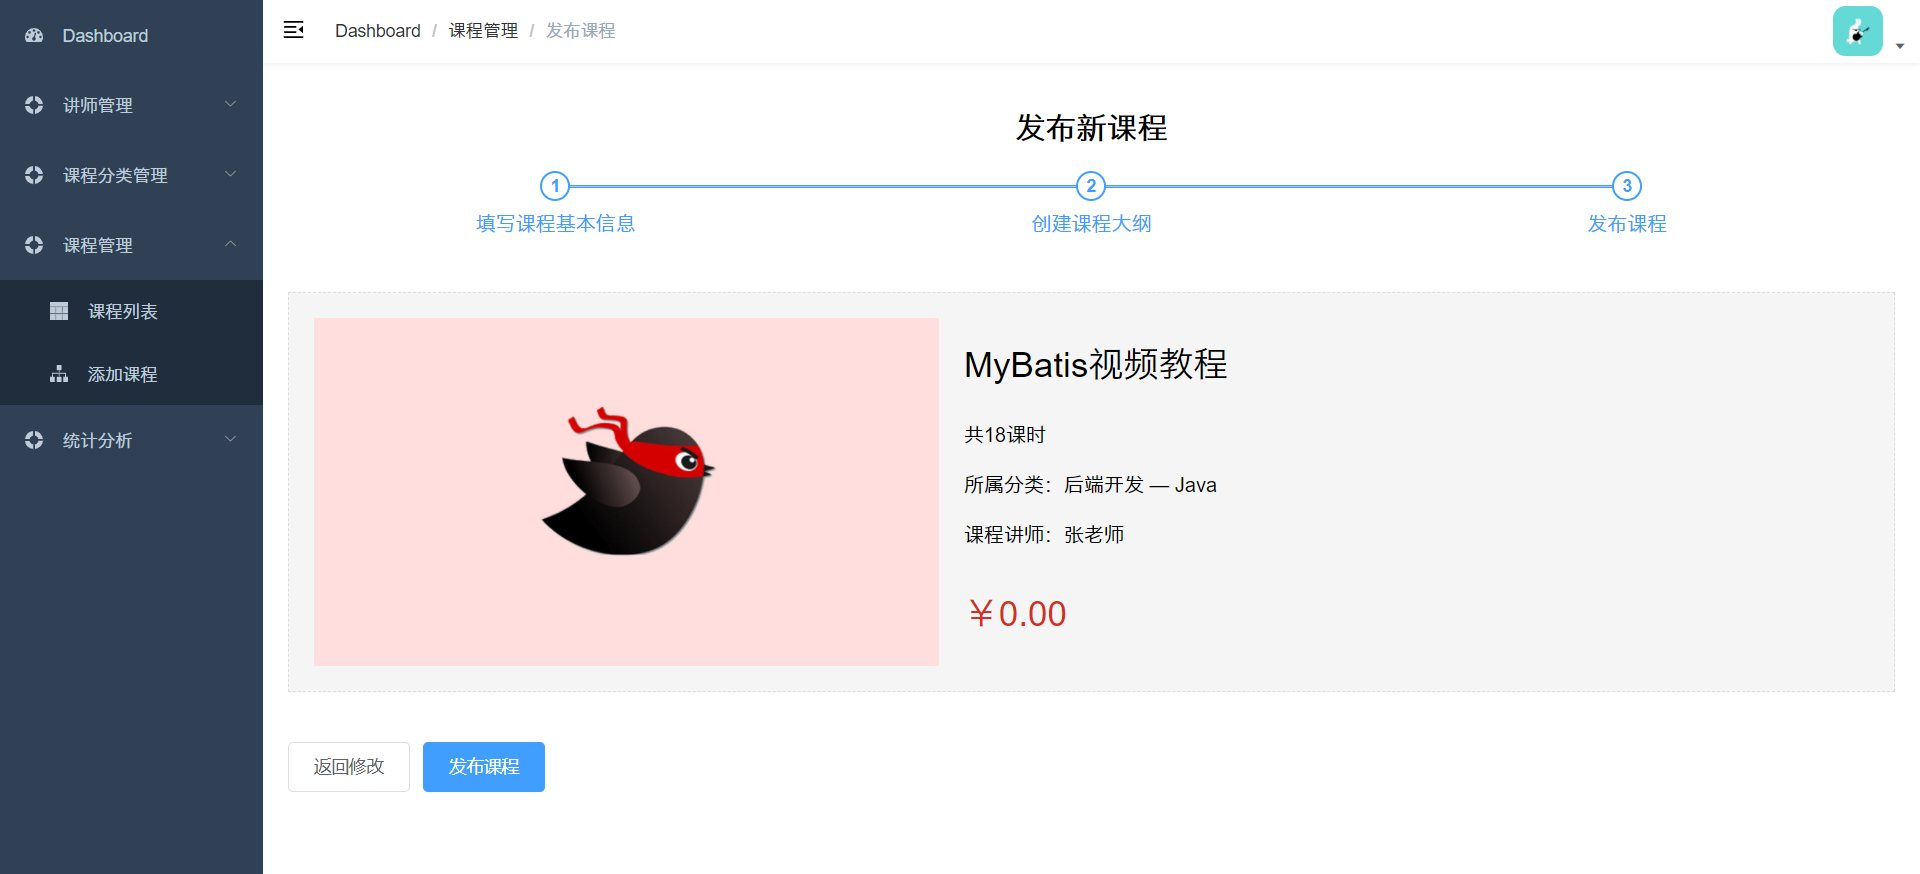 Dashboard
讲师管理
课程分类管理
课程管理
课程列表
添加课程
统计分析
Dashboard / 课程管理 / 发布课程
发布新课程
1 2 3
填写课程基本信息 创建课程大纲 发布课程
MyBatis视频教程
共18课时
所属分类：后端开发 — Java
课程讲师：张老师
￥0.00
返回修改 发布课程